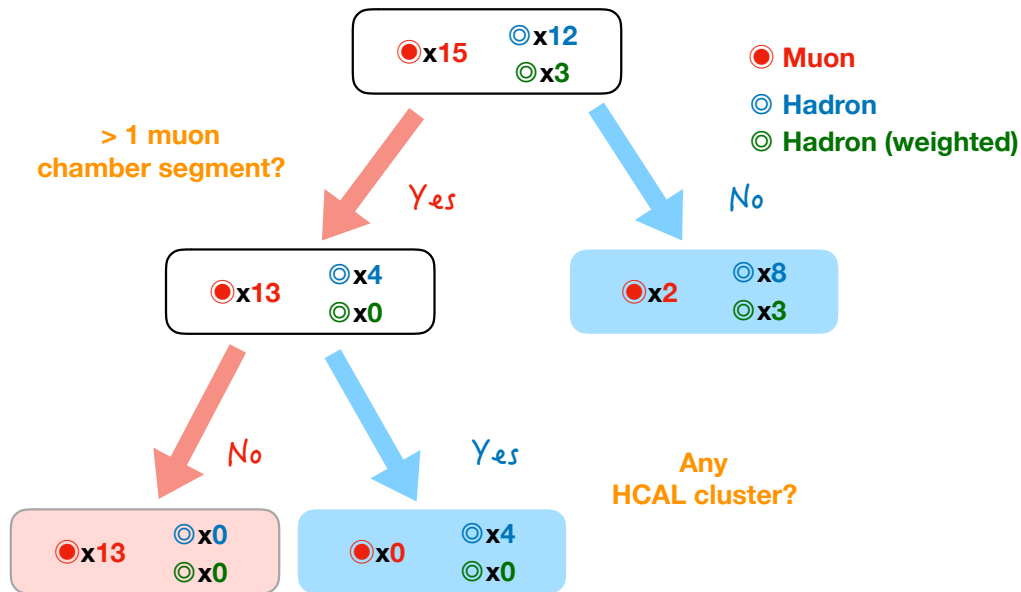 x15
x12
x3
Muon
Hadron
Hadron (weighted)
> 1 muon
chamber segment?
Yes
No
x13
x4
x0
x2
x8
x3
No
Yes
Any
HCAL cluster?
x13
x0
x0
x0
x4
x0